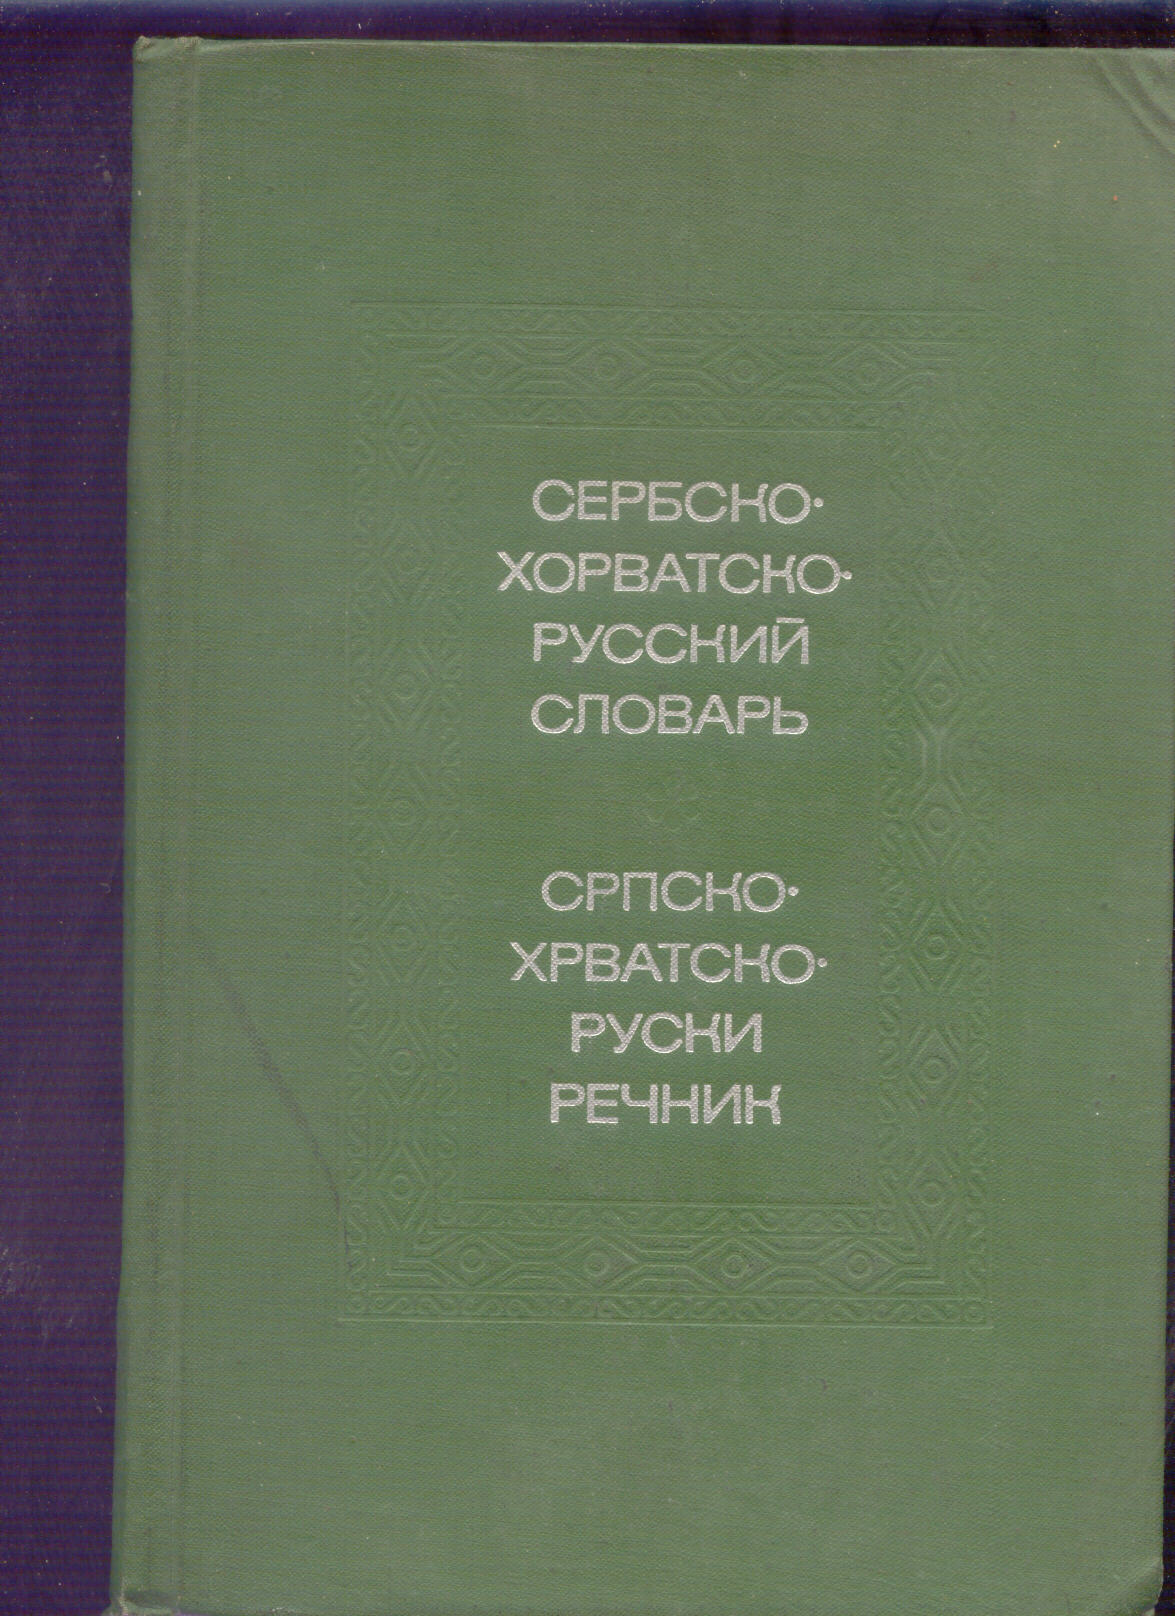 СЕРБСКО-
ХОРВАТСКО-
РУССКИЙ
СЛОВАРЬ
СРПСКО-
ХРВАТСКО-
РУСКИ
РЕЧНИК